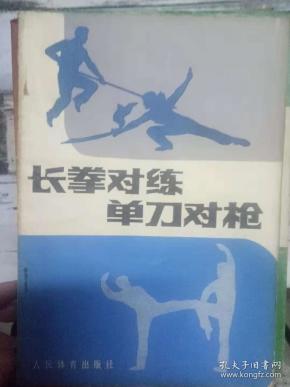 长拳对练
单刀对枪
人民体育出版社
孔夫子旧书网